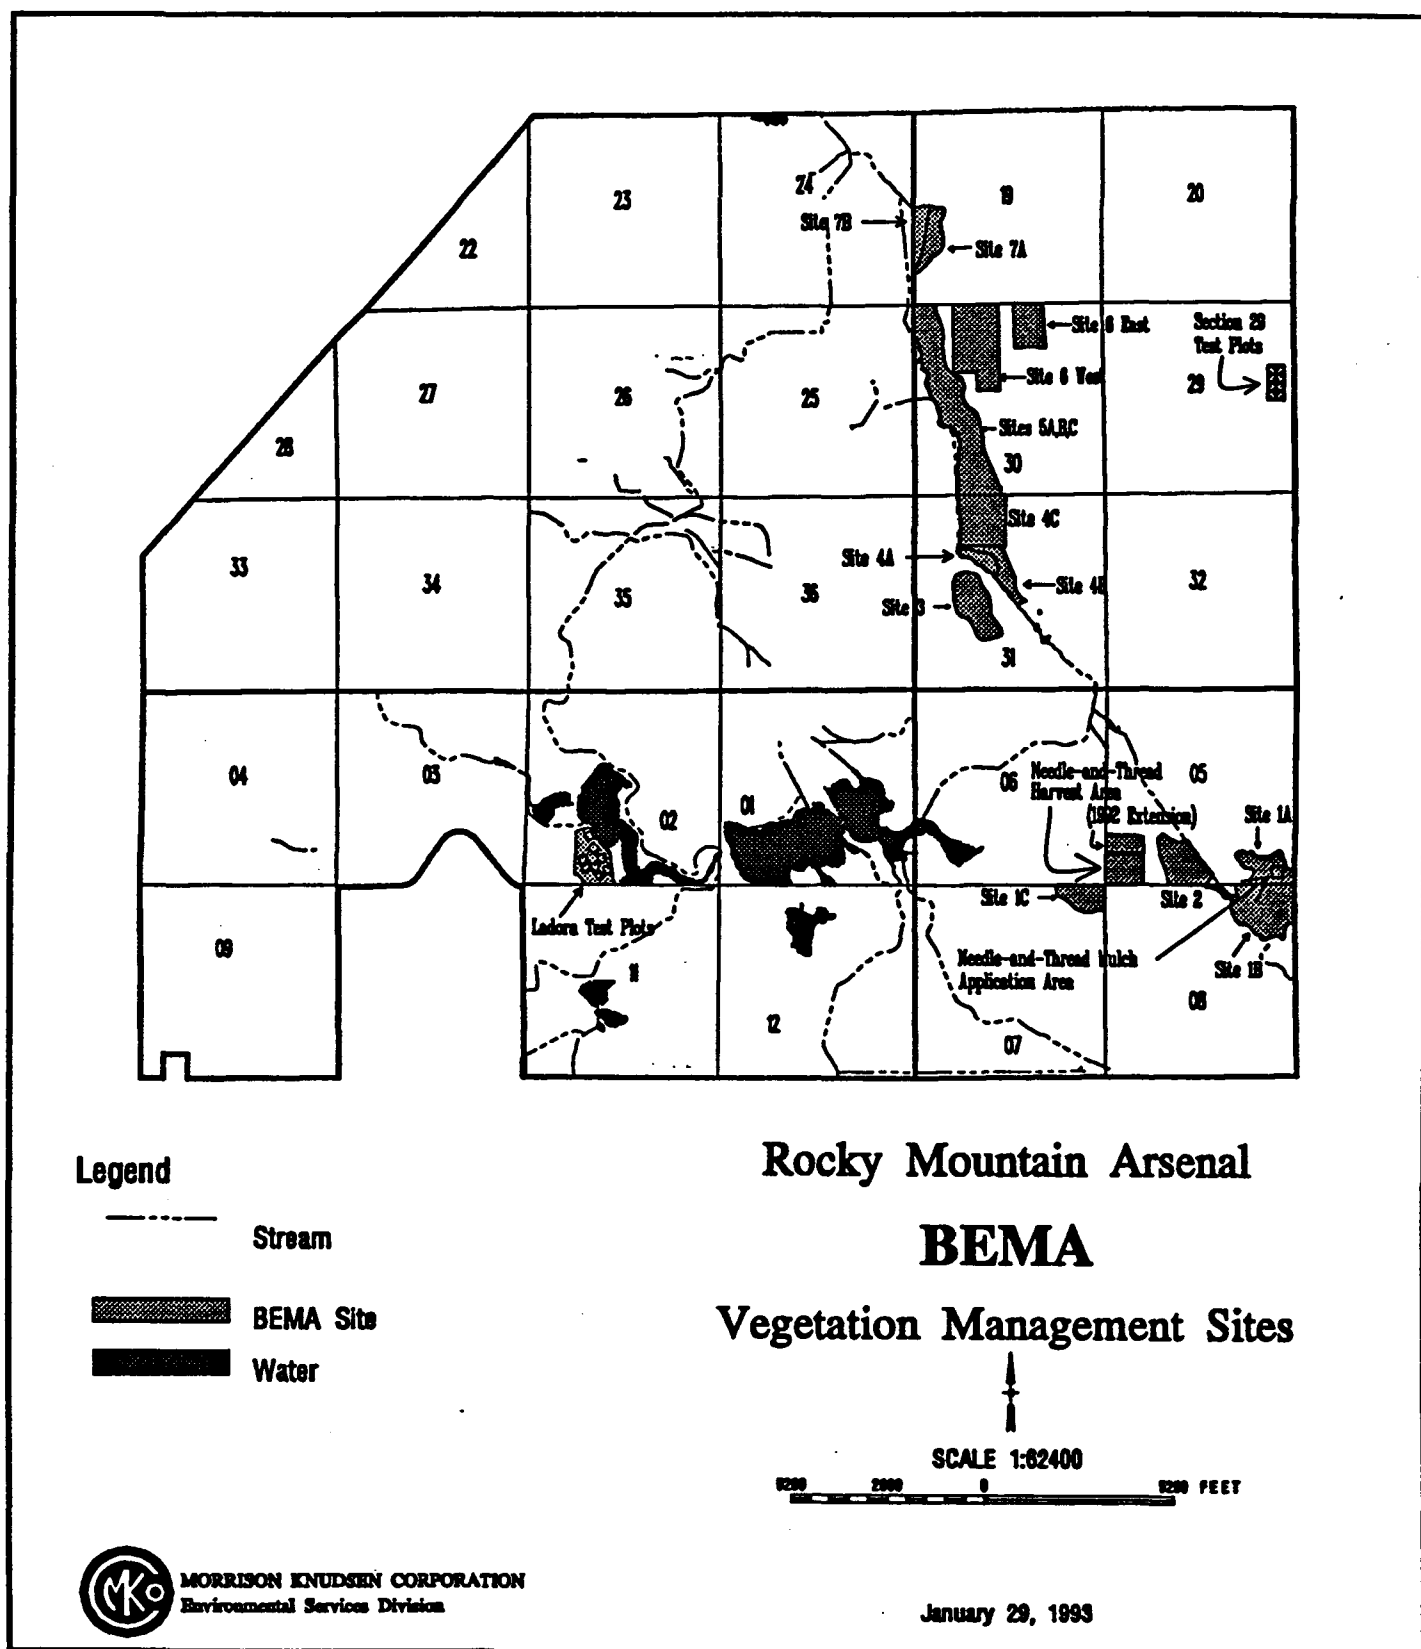 24
23
19
20
Site 7B
22
Site 7A
Site 6 East
Section 29
Test Plots
Site 6 West
27
26
25
29
28
Sites 5A,B,C
30
Site 4C
Site 4A
33
34
35
36
Site 4B
32
Site 3
31
04
03
02
01
06
Needle-and-Thread
Harvest Area
(1992 Extension)
05
Site 1A
Site 1C
Site 2
Ladora Test Plots
09
11
12
Needle-and-Thread Mulch
Application Area
Site 1B
08
07
Legend
Stream
BEMA Site
Water
Rocky Mountain Arsenal
BEMA
Vegetation Management Sites
SCALE 1:62400
0
5280 FEET
MKCo
MORRISON KNUDSEN CORPORATION
Environmental Services Division
January 29, 1993